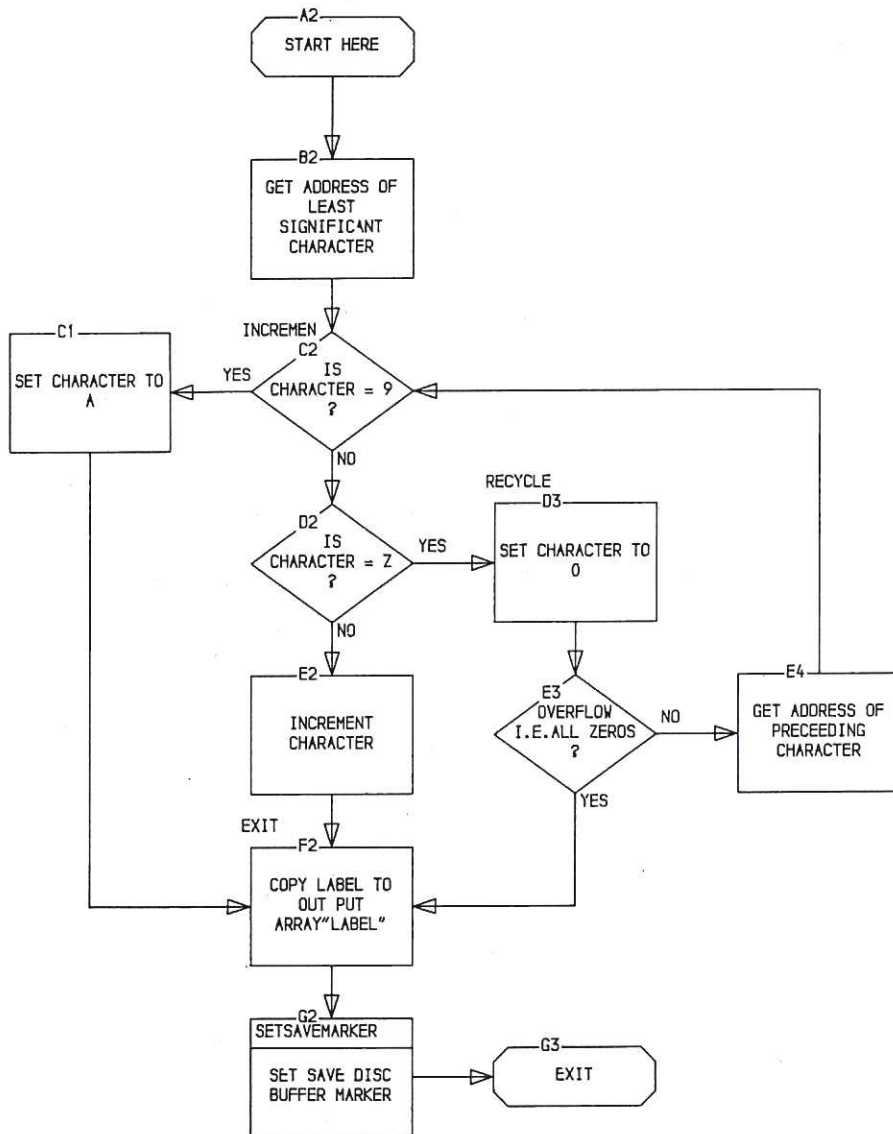 A2
START HERE
B2
GET ADDRESS OF
LEAST
SIGNIFICANT
CHARACTER
INCREMEN
C1
SET CHARACTER TO
A
YES
C2
IS
CHARACTER = 9
?
NO
D2
IS
CHARACTER = Z
?
YES
NO
RECYCLE
D3
SET CHARACTER TO
0
E2
INCREMENT
CHARACTER
E3
OVERFLOW
I.E.ALL ZEROS
?
NO
YES
E4
GET ADDRESS OF
PRECEEDING
CHARACTER
EXIT
F2
COPY LABEL TO
OUT PUT
ARRAY"LABEL"
G2
SETSAVEMARKER
SET SAVE DISC
BUFFER MARKER
G3
EXIT